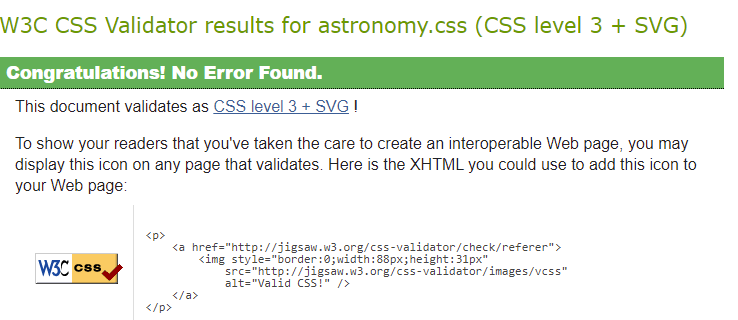 W3C CSS Validator results for astronomy.css (CSS level 3 + SVG)
Congratulations! No Error Found.
This document validates as CSS level 3 + SVG !
To show your readers that you've taken the care to create an interoperable Web page, you may
display this icon on any page that validates. Here is the XHTML you could use to add this icon to
your Web page:
W3C css
<p>
    <a href="http://jigsaw.w3.org/css-validator/check/referer">
        <img style="border:0;width:88px;height:31px"
            src="http://jigsaw.w3.org/css-validator/images/vcss"
            alt="Valid CSS!" />
    </a>
</p>